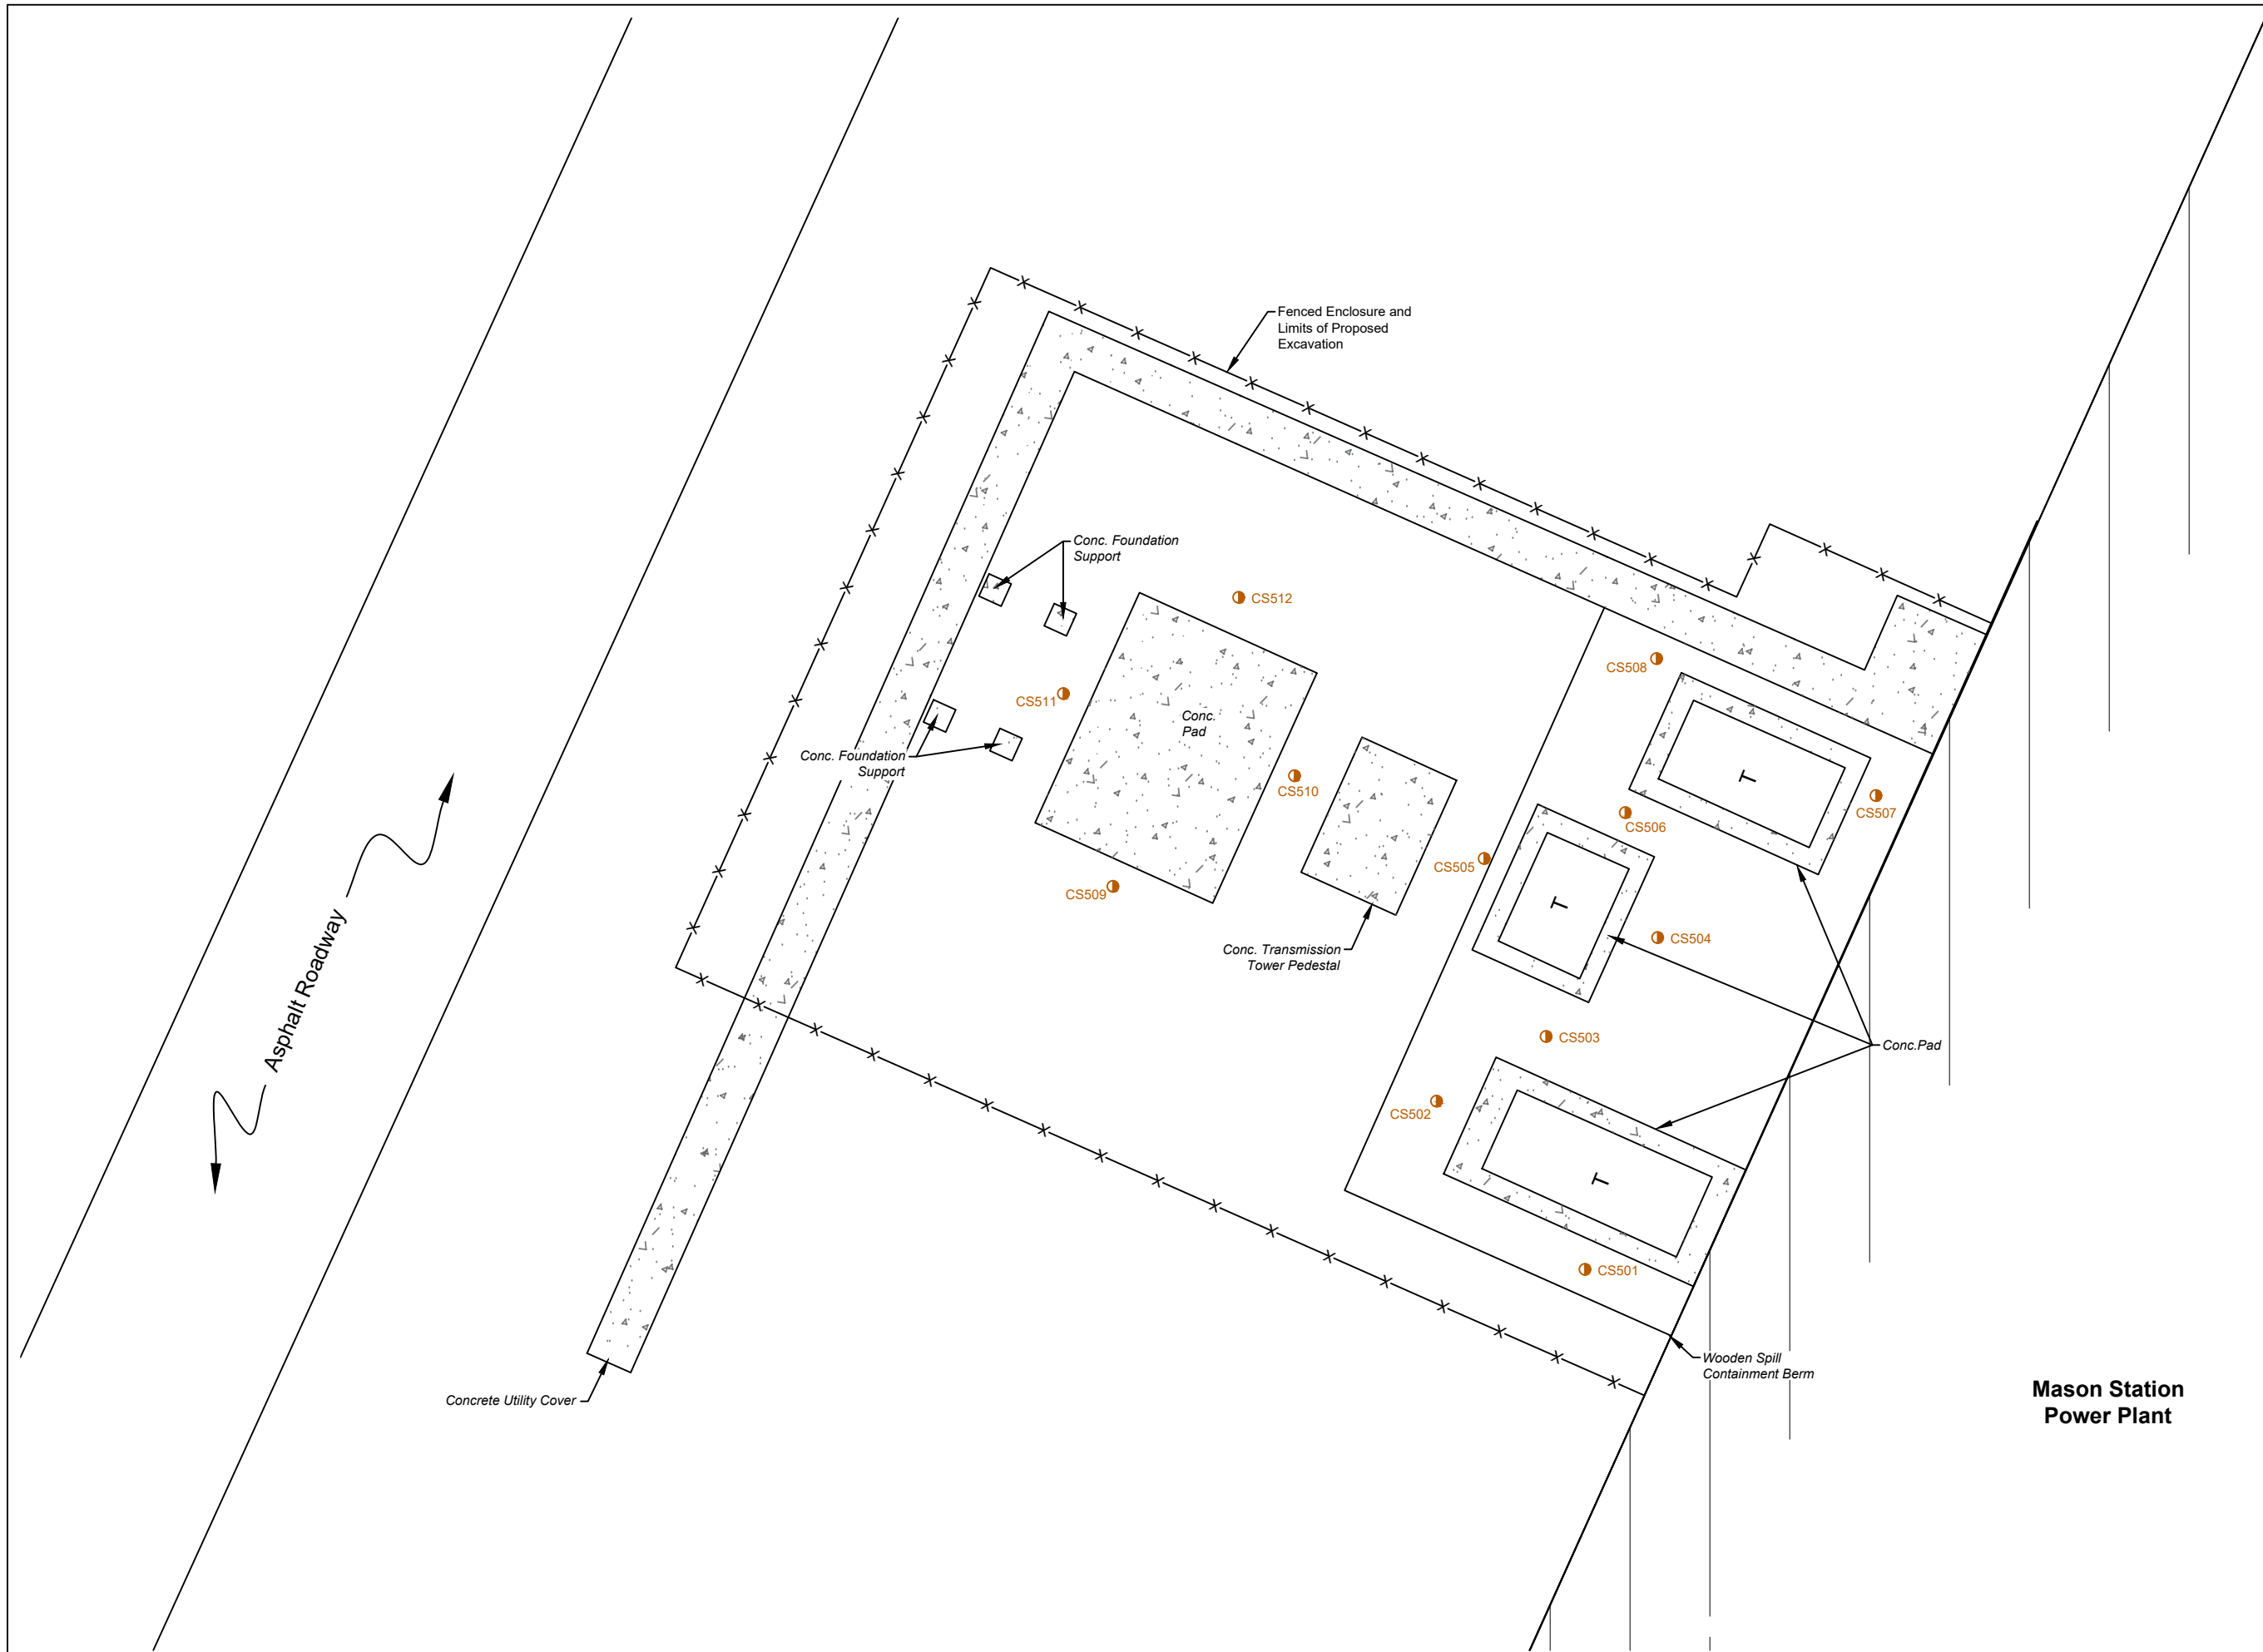 Fenced Enclosure and
Limits of Proposed
Excavation
Conc. Foundation
Support
CS512
CS508
CS511
Conc.
Pad
Conc. Foundation
Support
CS510
T
CS507
CS506
CS505
CS509
T
CS504
Conc. Transmission
Tower Pedestal
Asphalt Roadway
CS503
Conc.Pad
CS502
T
CS501
Wooden Spill
Containment Berm
Concrete Utility Cover
Mason Station
Power Plant